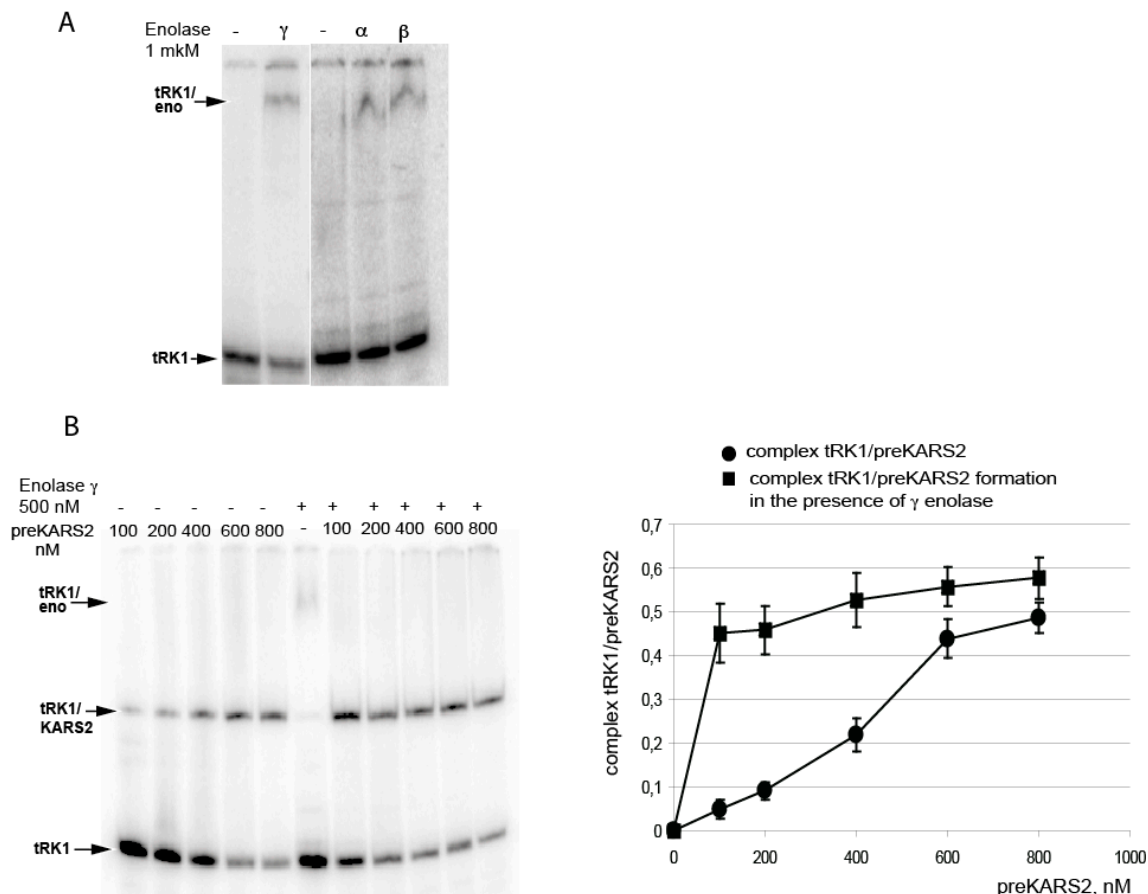 A
Enolase - γ - α β
1 mkM
tRK1/
eno
tRK1
B
Enolase γ
500 nM - - - - - + + + + + +
preKARS2 100 200 400 600 800 - 100 200 400 600 800
nM
tRK1/
eno
tRK1/
KARS2
tRK1
complex tRK1/preKARS2
complex tRK1/preKARS2 formation
in the presence of γ enolase
complex tRK1/preKARS2
0,7
0,6
0,5
0,4
0,3
0,2
0,1
0
0 200 400 600 800 1000
preKARS2, nM